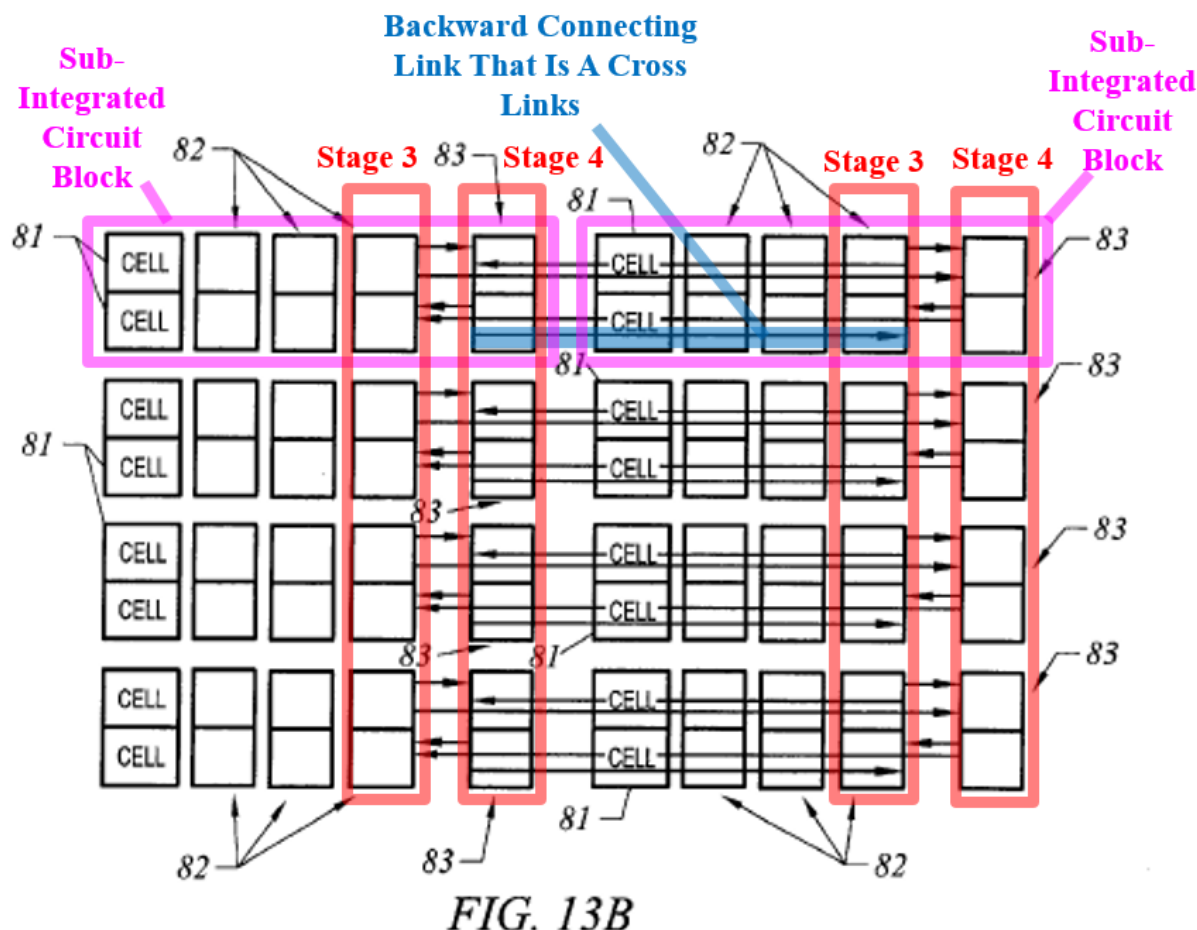 Backward Connecting
Link That Is A Cross
Links
Sub-
Integrated
Circuit
Block
Sub-
Integrated
Circuit
Block
82 Stage 3 83 Stage 4 82 Stage 3 Stage 4
81 81 83
CELL CELL
CELL CELL
81 83
CELL CELL
81 CELL CELL
83
CELL CELL 83
CELL CELL
83 81 83
CELL CELL
CELL CELL
82 83 81 82
FIG. 13B